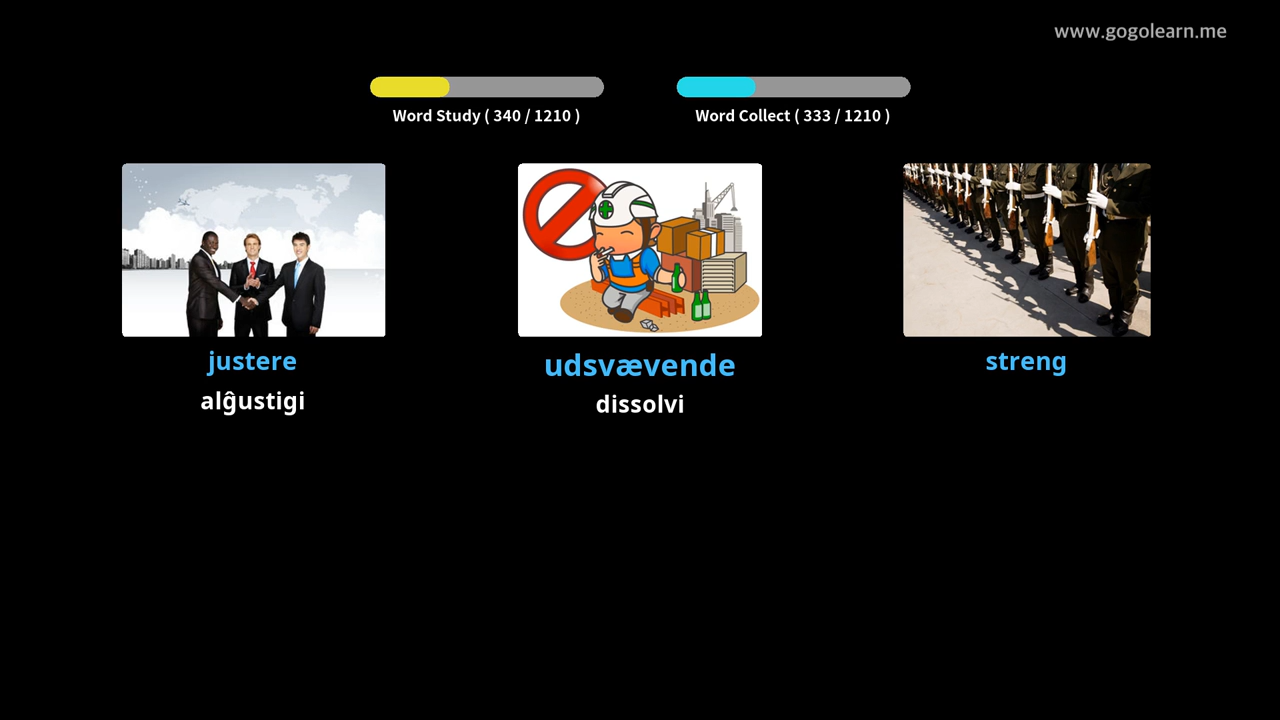 www.gogolearn.me
Word Study ( 340 / 1210 )
Word Collect ( 333 / 1210 )
justere
alĝustigi
udsvævende
dissolvi
streng